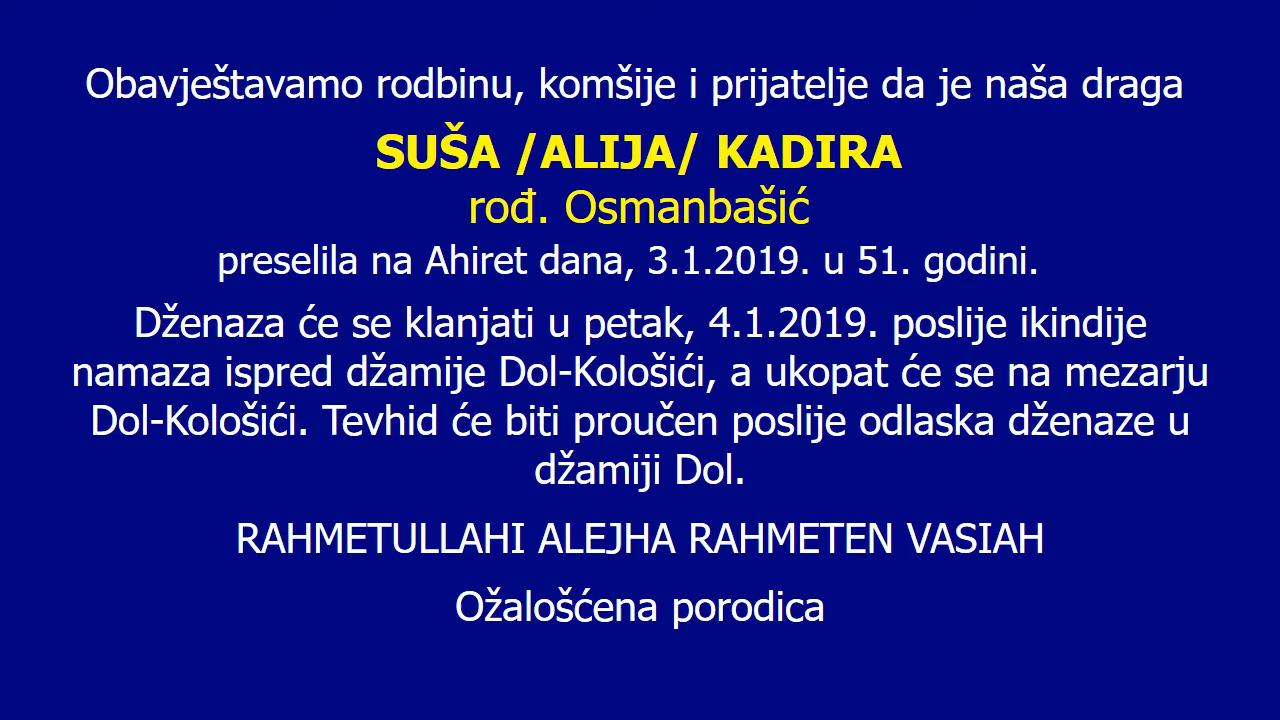 Obavještavamo rodbinu, komšije i prijatelje da je naša draga
SUŠA /ALIJA/ KADIRA
rođ. Osmanbašić
preselila na Ahiret dana, 3.1.2019. u 51. godini.
Dženaza će se klanjati u petak, 4.1.2019. poslije ikindije
namaza ispred džamije Dol-Kološići, a ukopat će se na mezarju
Dol-Kološići. Tevhid će biti proučen poslije odlaska dženaze u
džamiji Dol.
RAHMETULLAHI ALEJHA RAHMETEN VASIAH
Ožalošćena porodica